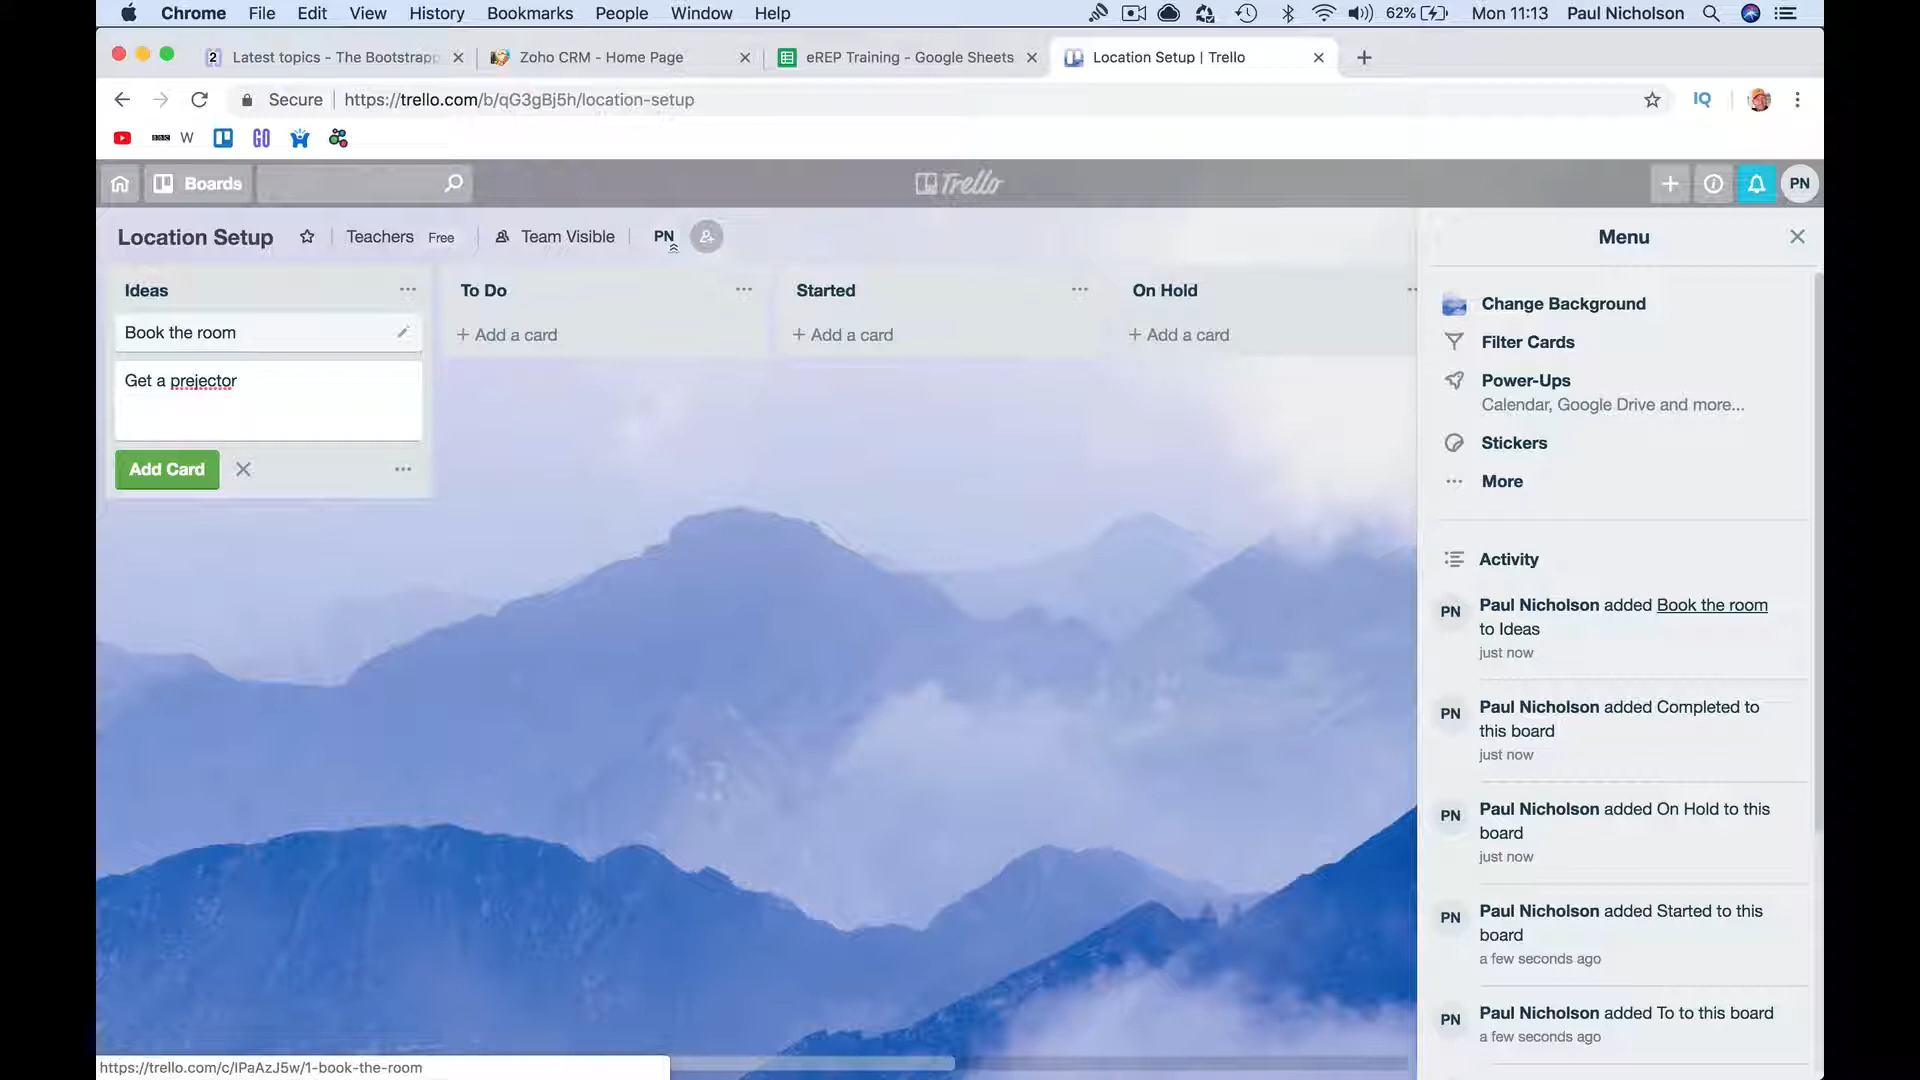 Chrome File Edit View History Bookmarks People Window Help 62% Mon 11:13 Paul Nicholson
2 Latest topics - The Bootstrapp Zoho CRM - Home Page eREP Training - Google Sheets Location Setup | Trello
Secure https://trello.com/b/qG3gBj5h/location-setup IQ
BBC W GO
Boards Trello PN
Location Setup Teachers Free Team Visible PN
Menu
Ideas
Book the room
Get a prejector
Add Card
To Do
+ Add a card
Started
+ Add a card
On Hold
+ Add a card
Change Background
Filter Cards
Power-Ups
Calendar, Google Drive and more...
Stickers
More
Activity
PN Paul Nicholson added Book the room
to Ideas
just now
PN Paul Nicholson added Completed to
this board
just now
PN Paul Nicholson added On Hold to this
board
just now
PN Paul Nicholson added Started to this
board
a few seconds ago
PN Paul Nicholson added To to this board
a few seconds ago
https://trello.com/c/IPaAzJ5w/1-book-the-room